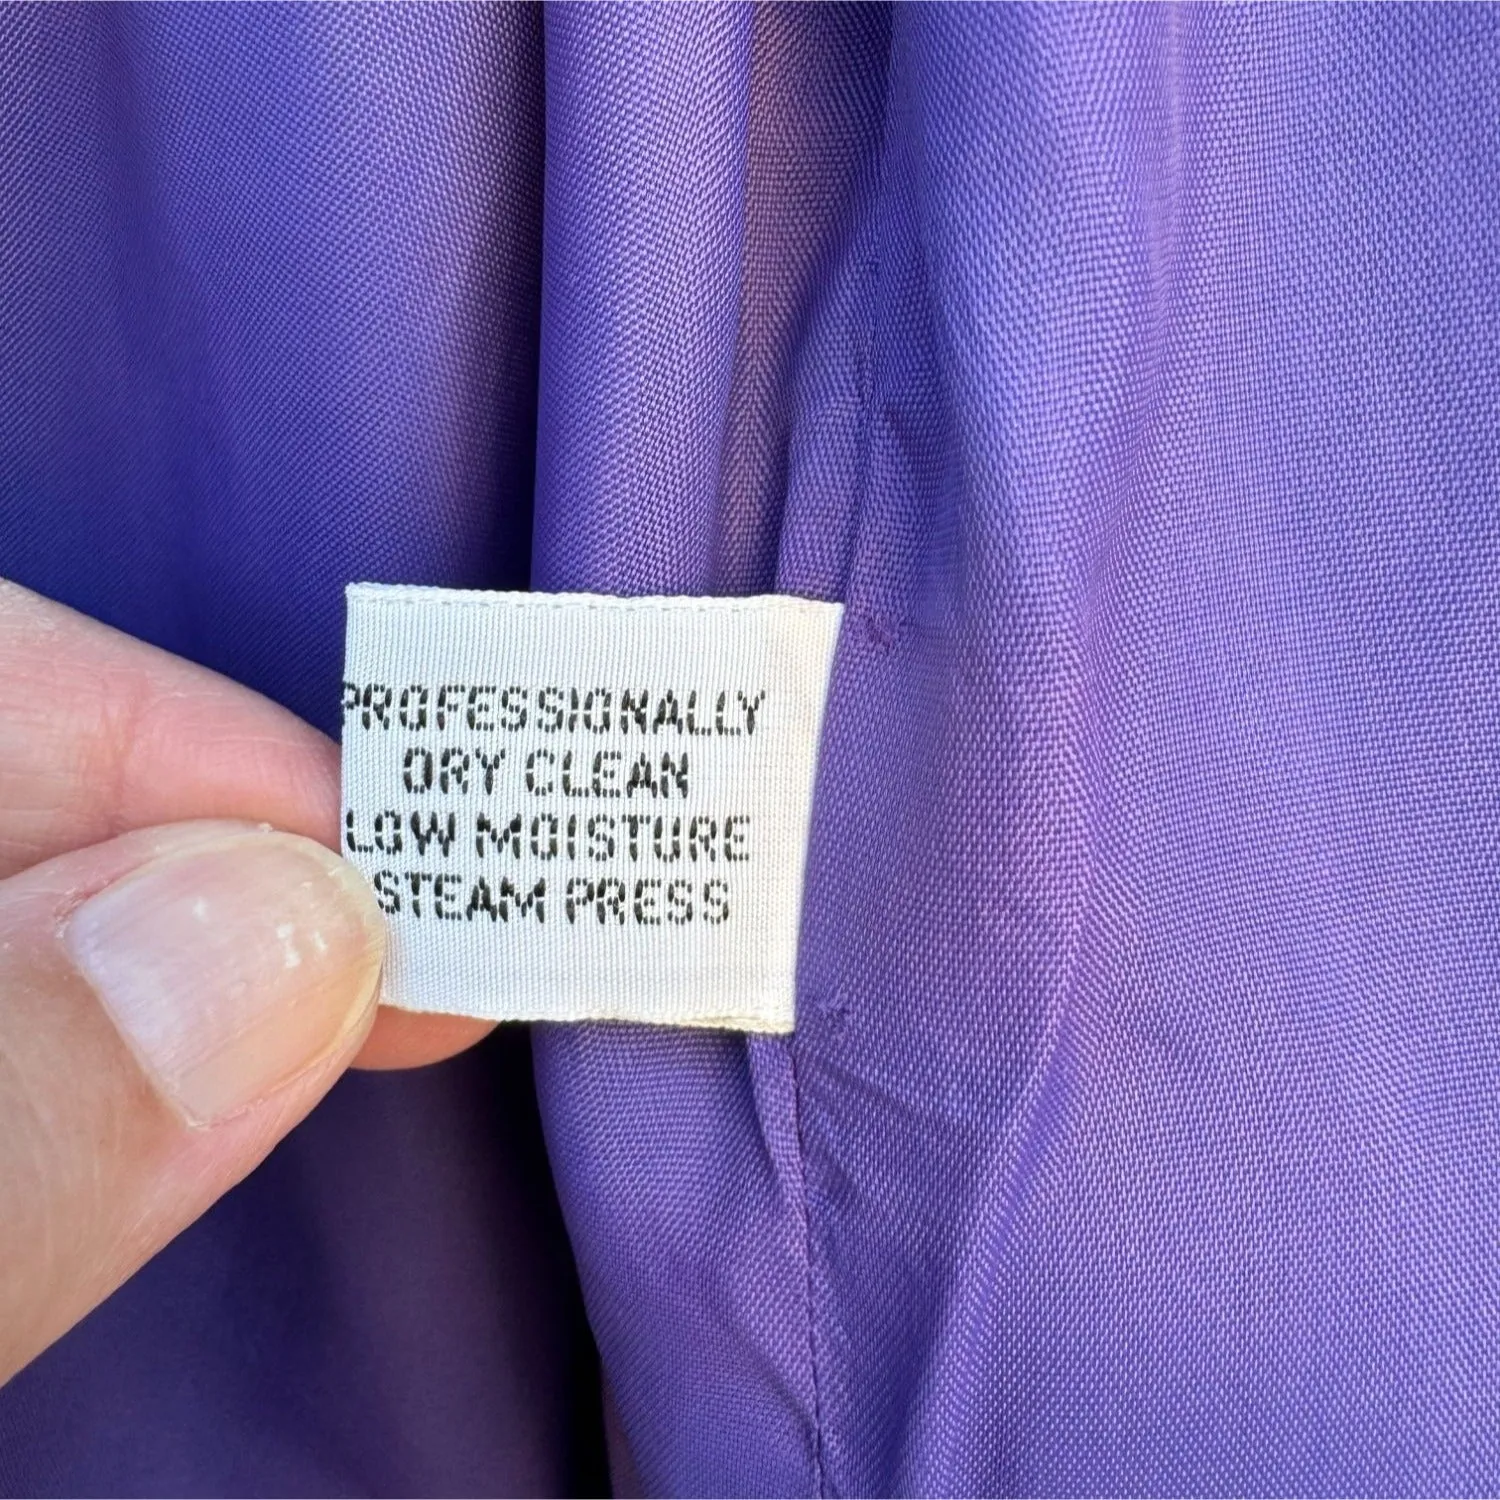 PROFESSIONALLY
DRY CLEAN
LOW MOISTURE
STEAM PRESS